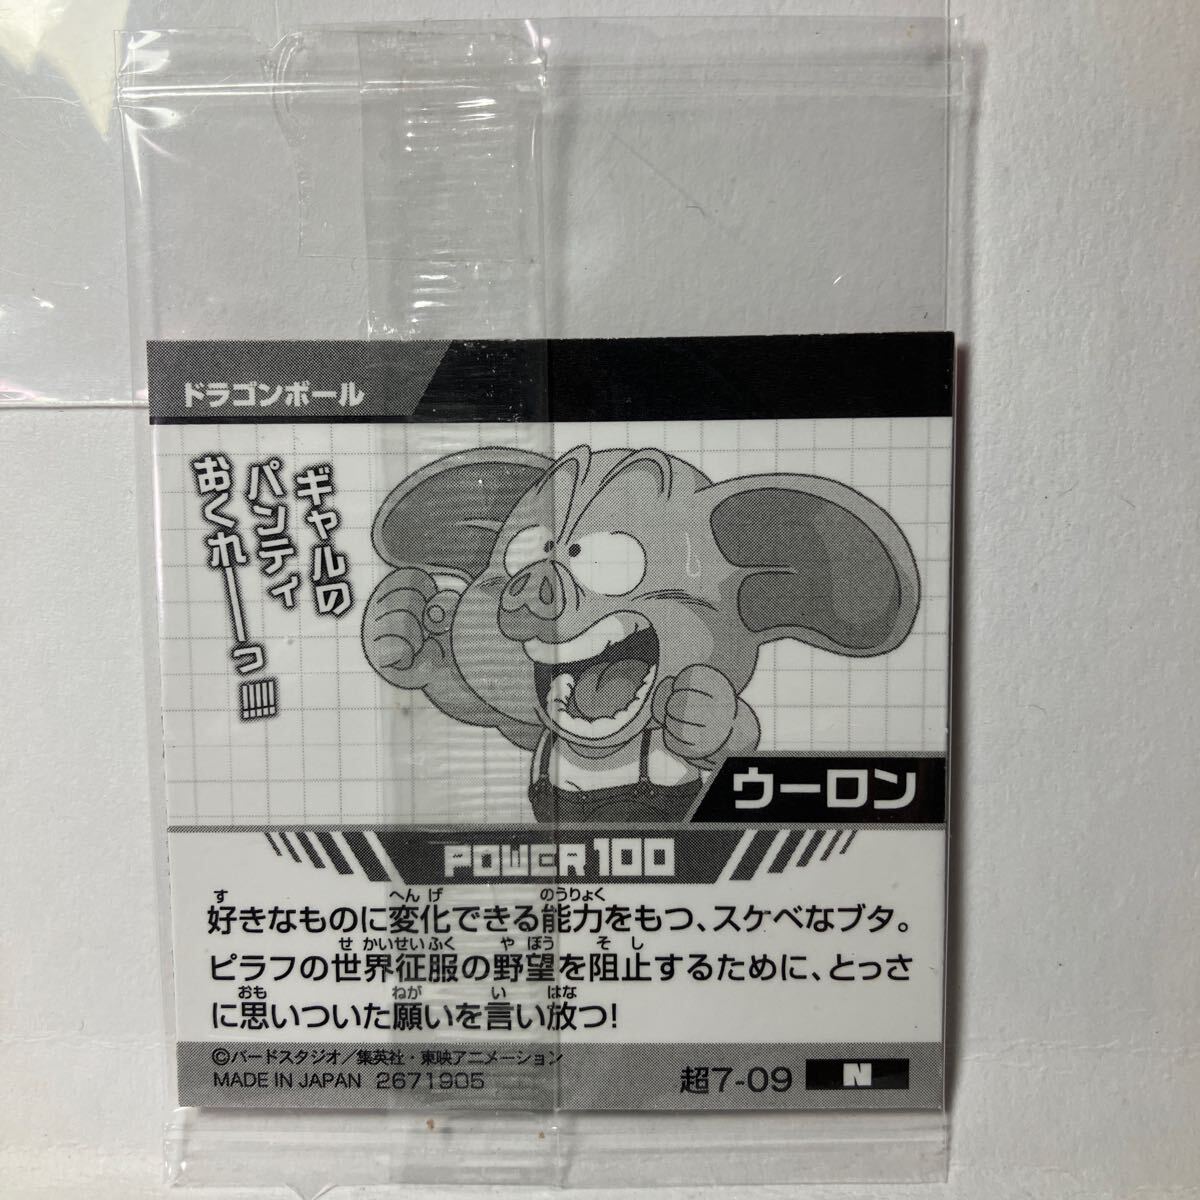 ドラゴンボール
ギャルの
パンティ
おくれーーっ!!!!!
ウーロン
POWER 100
す へんげ のうりょく
好きなものに変化できる能力をもつ、スケベなブタ。
せかいせいふく やぼう そし
ピラフの世界征服の野望を阻止するために、とっさ
おも ねが い はな
に思いついた願いを言い放つ!
©バードスタジオ/集英社・東映アニメーション
MADE IN JAPAN 2671905
超7-09 N